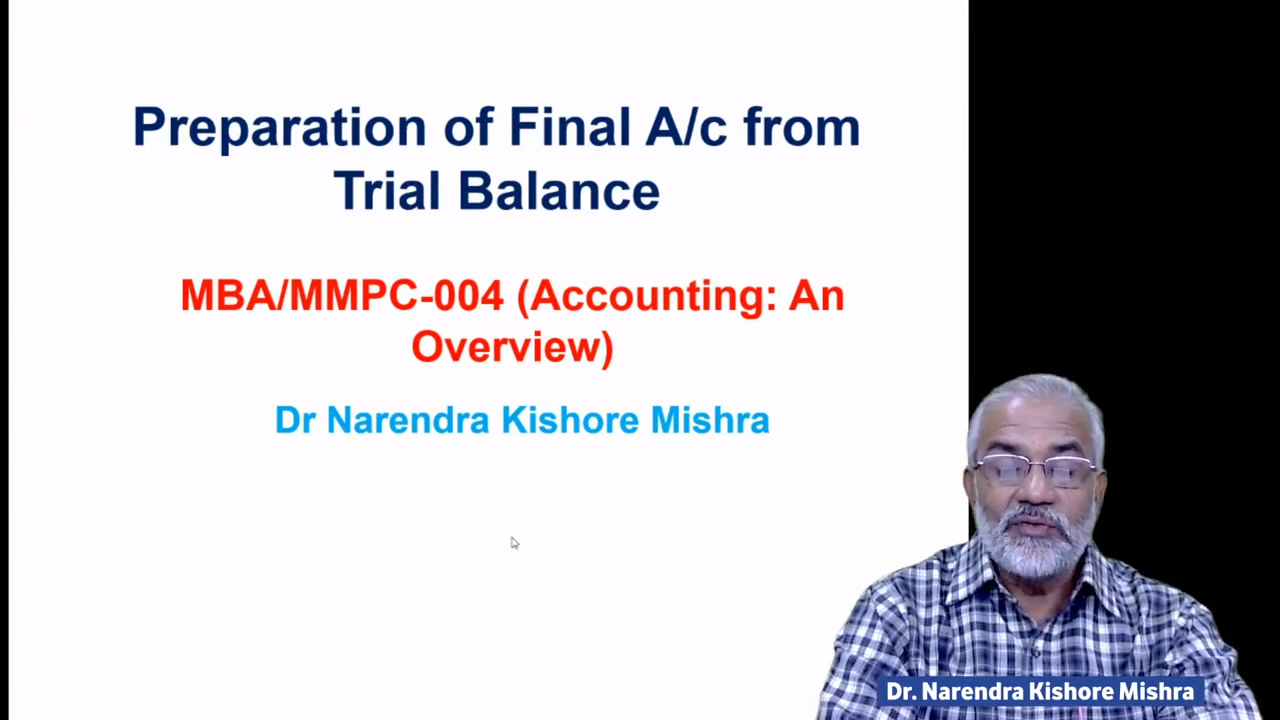 Preparation of Final A/c from
Trial Balance
MBA/MMPC-004 (Accounting: An
Overview)
Dr Narendra Kishore Mishra
Dr. Narendra Kishore Mishra